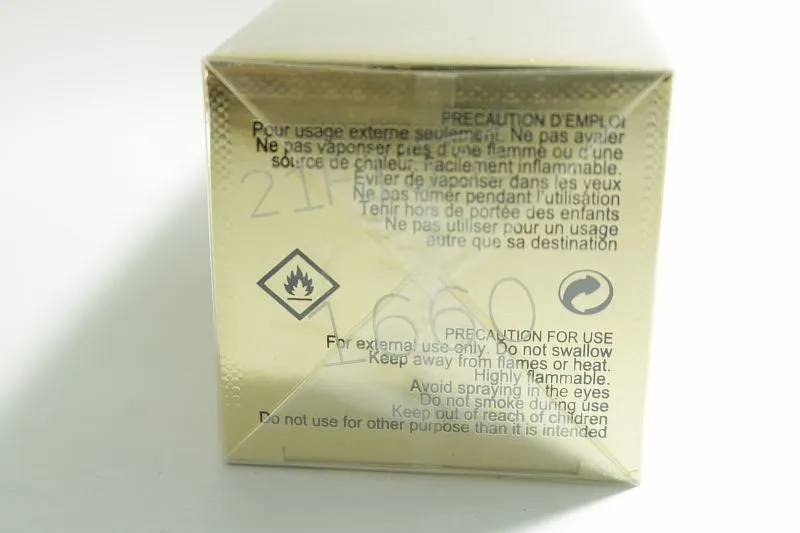 PRECAUTION D'EMPLOI
Pour usage externe seulement. Ne pas avaler
Ne pas vaporiser près d'une flamme ou d'une
source de chaleur. Facilement inflammable.
Eviter de vaporiser dans les yeux
Ne pas fumer pendant l'utilisation
Tenir hors de portée des enfants
Ne pas utiliser pour un usage
autre que sa destination
1660
PRECAUTION FOR USE
For external use only. Do not swallow
Keep away from flames or heat.
Highly flammable.
Avoid spraying in the eyes
Do not smoke during use
Keep out of reach of children
Do not use for other purpose than it is intended